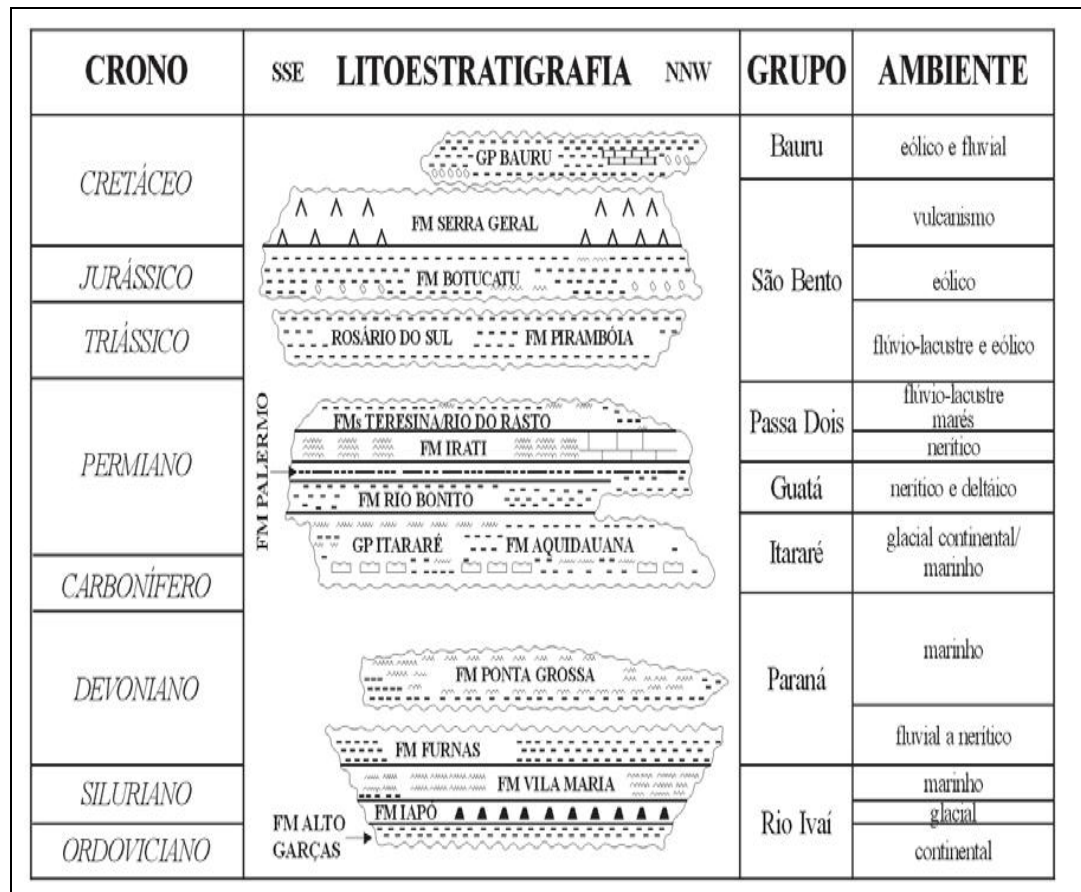 CRONO
SSE LITOESTRATIGRAFIA NNW
GRUPO
AMBIENTE
CRETÁCEO
JURÁSSICO
TRIÁSSICO
PERMIANO
CARBONÍFERO
DEVONIANO
SILURIANO
ORDOVICIANO
GP BAURU
FM SERRA GERAL
FM BOTUCATU
ROSÁRIO DO SUL FM PIRAMBÓIA
FM PALERMO
FMs TERESINA/RIO DO RASTO
FM IRATI
FM RIO BONITO
GP ITARARÉ FM AQUIDAUANA
FM PONTA GROSSA
FM FURNAS
FM VILA MARIA
FM IAPÓ
FM ALTO
GARÇAS
Bauru
São Bento
Passa Dois
Guatá
Itararé
Paraná
Rio Ivaí
eólico e fluvial
vulcanismo
eólico
flúvio-lacustre e eólico
flúvio-lacustre
marés
nerítico
nerítico e deltáico
glacial continental/
marinho
marinho
fluvial a nerítico
marinho
glacial
continental